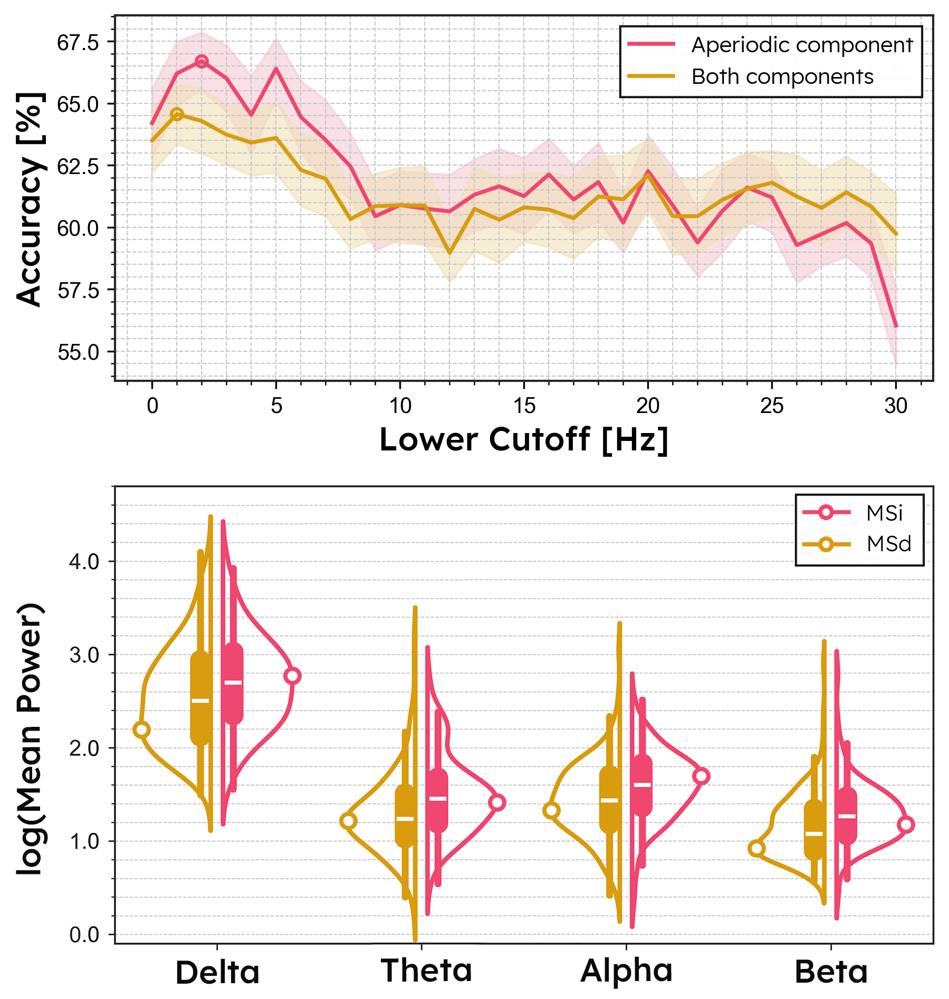 Accuracy [%]
67.5
65.0
62.5
60.0
57.5
55.0
Aperiodic component
Both components
0 5 10 15 20 25 30
Lower Cutoff [Hz]
log(Mean Power)
4.0
3.0
2.0
1.0
0.0
MSi
MSd
Delta Theta Alpha Beta